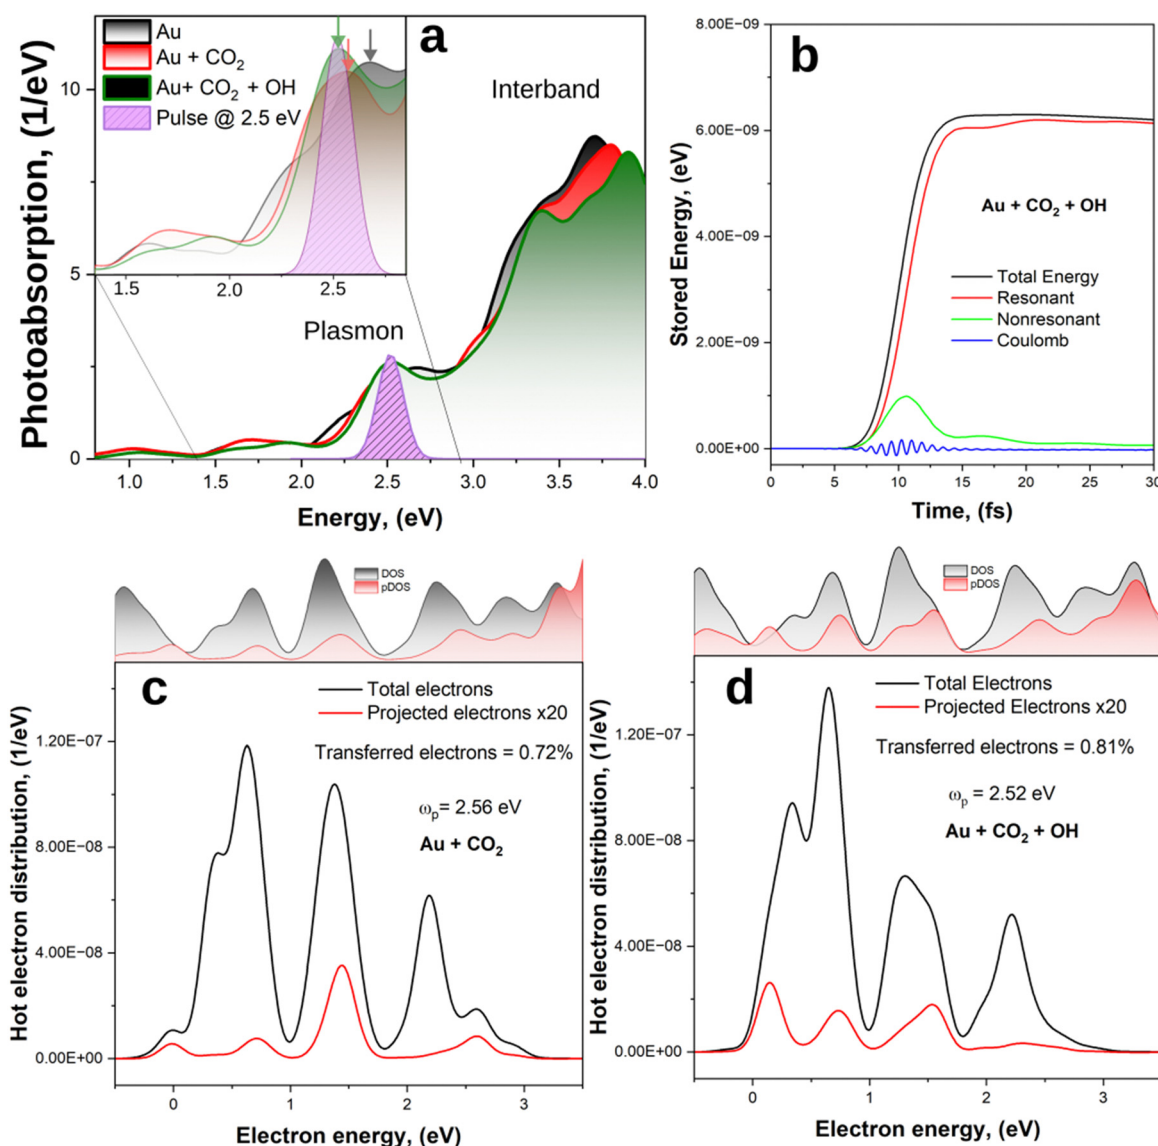 Au
Au + CO₂
Au+ CO₂ + OH
Pulse @ 2.5 eV
a
Interband
Plasmon
Photoabsorption, (1/eV)
10
5
0
1.5
2.0
2.5
1.0
1.5
2.0
2.5
3.0
3.5
4.0
Energy, (eV)
b
Stored Energy, (eV)
8.00E-09
6.00E-09
4.00E-09
2.00E-09
0.00E+00
Au + CO₂ + OH
Total Energy
Resonant
Nonresonant
Coulomb
0
5
10
15
20
25
30
Time, (fs)
DOS
pDOS
c
Total electrons
Projected electrons x20
Transferred electrons = 0.72%
ωp= 2.56 eV
Au + CO₂
Hot electron distribution, (1/eV)
1.20E-07
8.00E-08
4.00E-08
0.00E+00
0
1
2
3
Electron energy, (eV)
DOS
pDOS
d
Total Electrons
Projected Electrons x20
Transferred electrons = 0.81%
ωp= 2.52 eV
Au + CO₂ + OH
Hot electron distribution, (1/eV)
1.20E-07
8.00E-08
4.00E-08
0.00E+00
0
1
2
3
Electron energy, (eV)